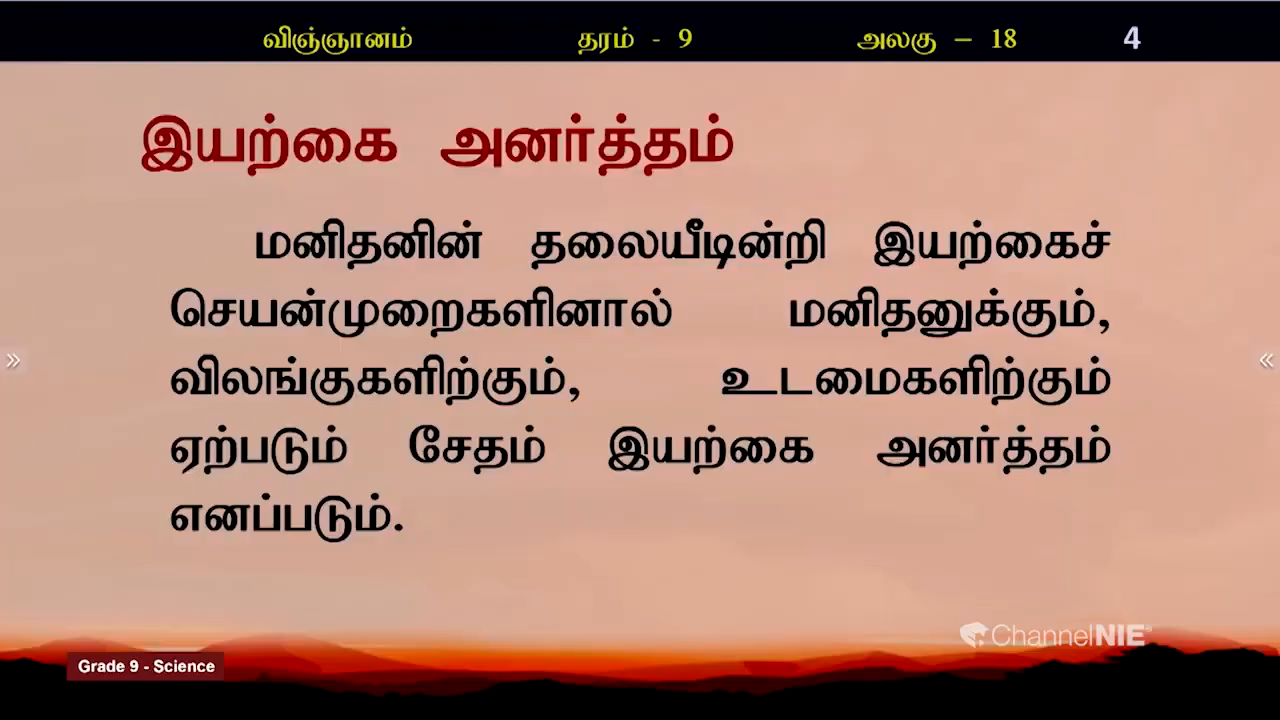 விஞ்ஞானம் தரம் - 9 அலகு – 18 4
இயற்கை அனர்த்தம்
மனிதனின் தலையீடின்றி இயற்கைச்
செயன்முறைகளினால் மனிதனுக்கும்,
விலங்குகளிற்கும், உடமைகளிற்கும்
ஏற்படும் சேதம் இயற்கை அனர்த்தம்
எனப்படும்.
ChannelNIE
Grade 9 - Science